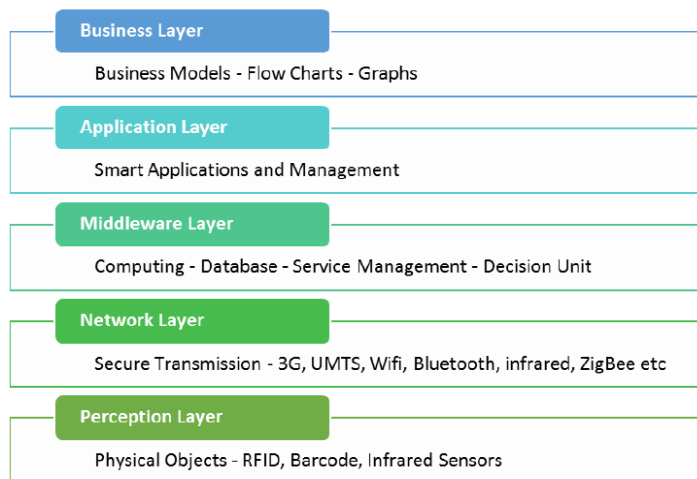 Business Layer
Business Models - Flow Charts - Graphs
Application Layer
Smart Applications and Management
Middleware Layer
Computing - Database - Service Management - Decision Unit
Network Layer
Secure Transmission - 3G, UMTS, Wifi, Bluetooth, infrared, ZigBee etc
Perception Layer
Physical Objects - RFID, Barcode, Infrared Sensors